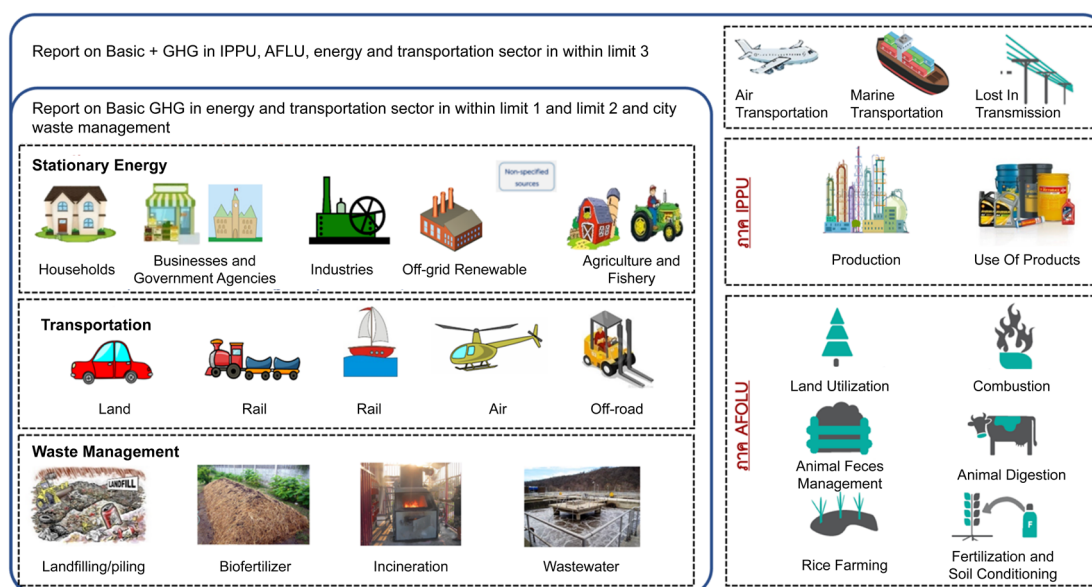 Report on Basic + GHG in IPPU, AFLU, energy and transportation sector in within limit 3
Report on Basic GHG in energy and transportation sector in within limit 1 and limit 2 and city
waste management
Stationary Energy
Non-specified
sources
Households
Businesses and
Government Agencies
Industries
Off-grid Renewable
Agriculture and
Fishery
Transportation
Land
Rail
Rail
Air
Off-road
Waste Management
LANDFILL
Landfilling/piling
Biofertilizer
Incineration
Wastewater
Air
Transportation
Marine
Transportation
Lost In
Transmission
ภาค IPPU
Production
Use Of Products
ภาค AFOLU
Land Utilization
Combustion
Animal Feces
Management
Animal Digestion
Rice Farming
F
Fertilization and
Soil Conditioning